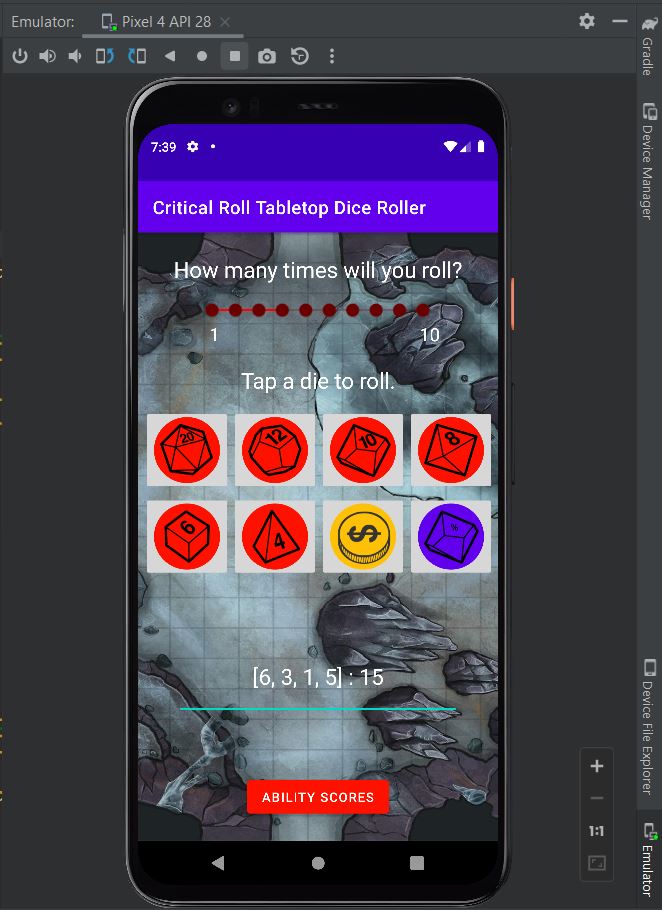 Emulator: Pixel 4 API 28
7:39
Critical Roll Tabletop Dice Roller
How many times will you roll?
1 10
Tap a die to roll.
20 12 10 8
6 4 $ %
[6, 3, 1, 5] : 15
ABILITY SCORES
Gradle
Device Manager
Device File Explorer
1:1
Emulator